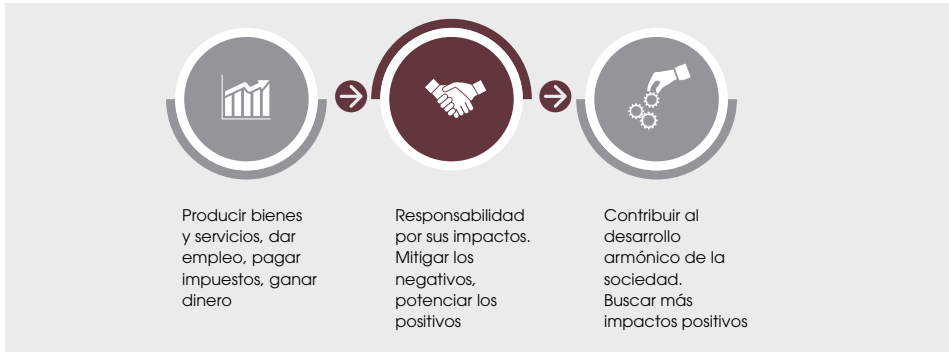 Producir bienes
y servicios, dar
empleo, pagar
impuestos, ganar
dinero
Responsabilidad
por sus impactos.
Mitigar los
negativos,
potenciar los
positivos
Contribuir al
desarrollo
armónico de la
sociedad.
Buscar más
impactos positivos